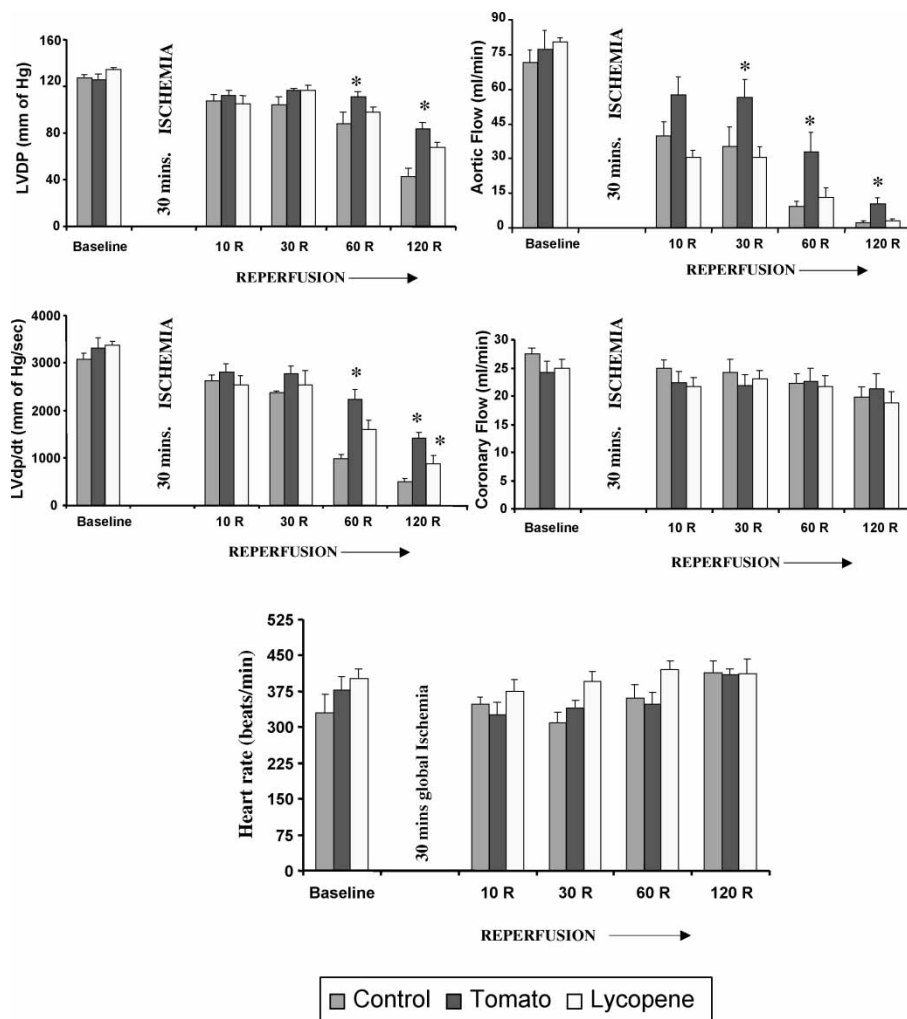 LVDP (mm of Hg)
160
120
80
40
0
30 mins. ISCHEMIA
*
*
Baseline
10 R
30 R
60 R
120 R
REPERFUSION
Aortic Flow (ml/min)
90
75
60
45
30
15
0
30 mins. ISCHEMIA
*
*
*
Baseline
10 R
30 R
60 R
120 R
REPERFUSION
LVdp/dt (mm of Hg/sec)
4000
3000
2000
1000
0
30 mins. ISCHEMIA
*
*
*
Baseline
10 R
30 R
60 R
120 R
REPERFUSION
Coronary Flow (ml/min)
30
25
20
15
10
5
0
30 mins. ISCHEMIA
Baseline
10 R
30 R
60 R
120 R
REPERFUSION
Heart rate (beats/min)
525
450
375
300
225
150
75
0
30 mins global Ischemia
Baseline
10 R
30 R
60 R
120 R
REPERFUSION
Control Tomato Lycopene